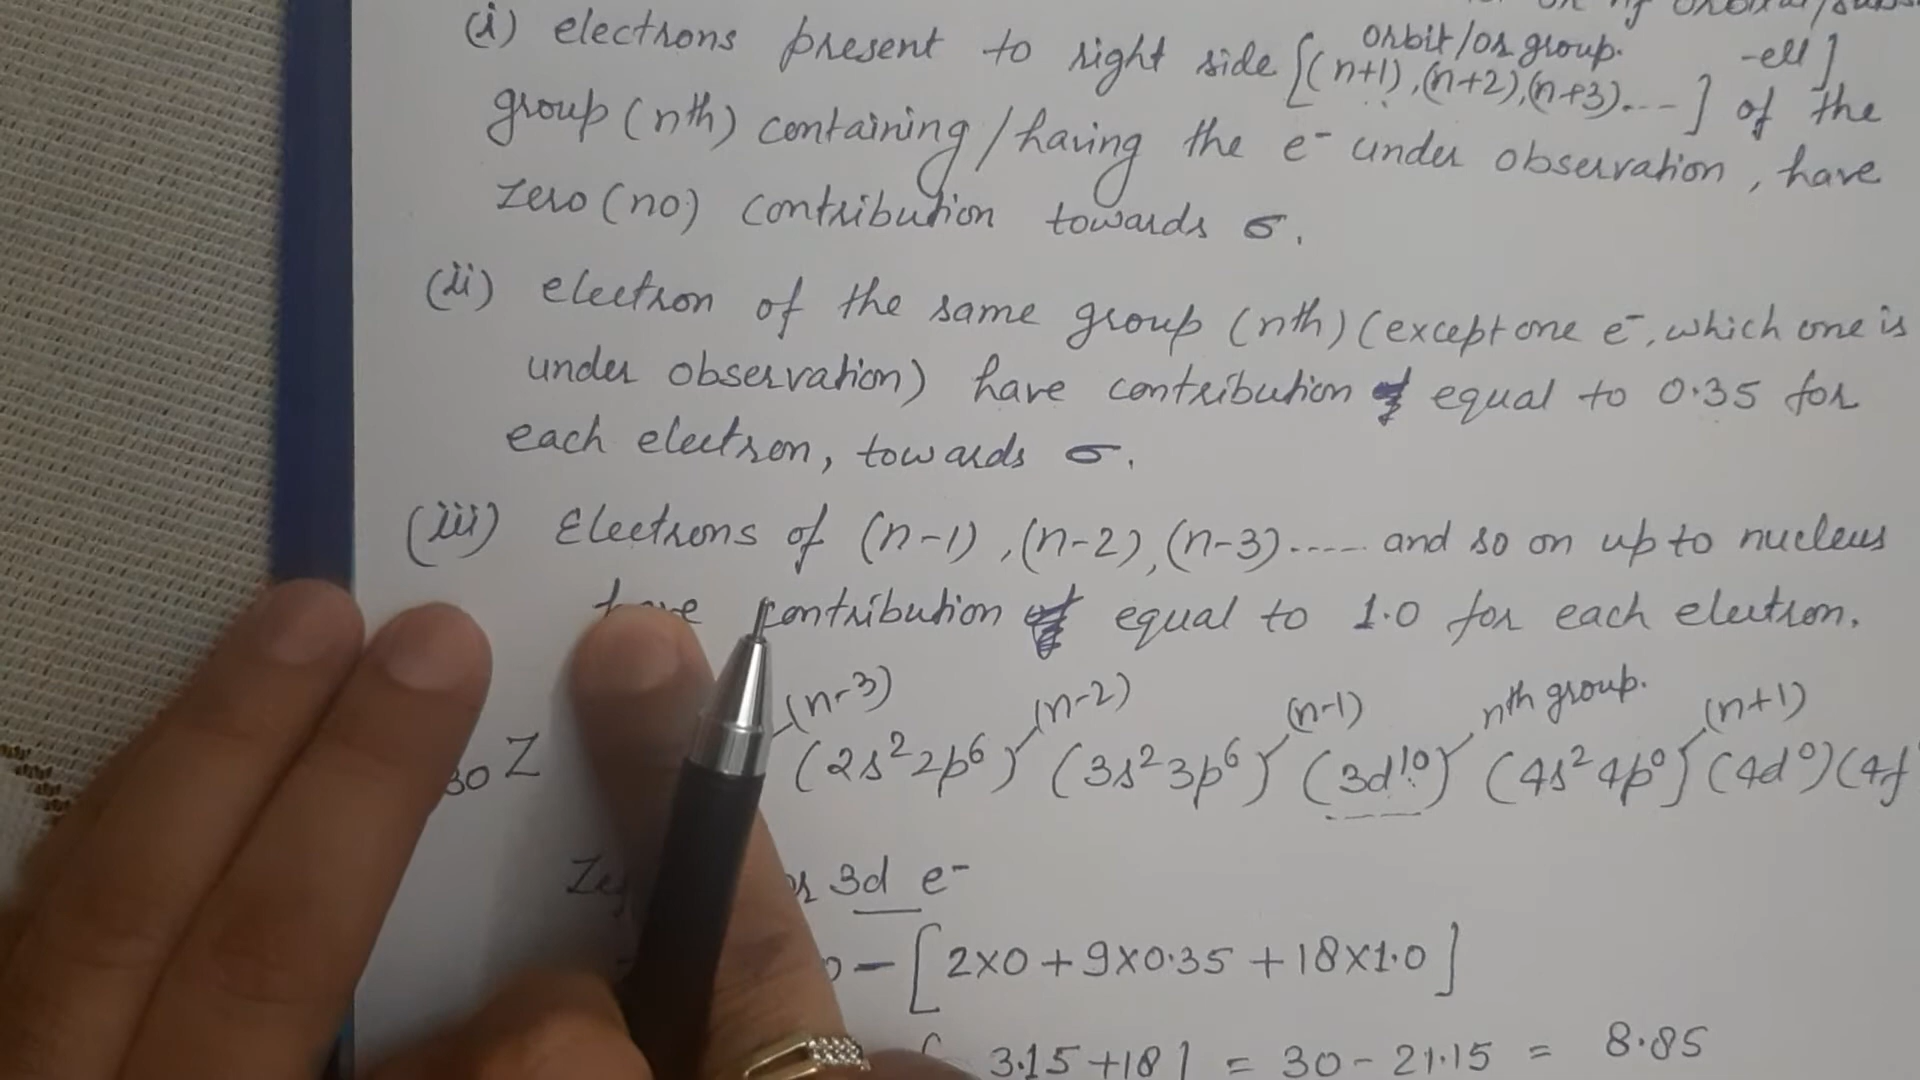 (i) electrons present to right side [(n+1),(n+2),(n+3)....] of the
orbit/or group. -ell]
group (nth) containing/having the e⁻ under observation, have
zero (no) contribution towards σ.
(ii) electron of the same group (nth) (except one e⁻, which one is
under observation) have contribution equal to 0.35 for
each electron, towards σ.
(iii) Electrons of (n-1), (n-2), (n-3)..... and so on up to nucleus
contribution equal to 1.0 for each electron.
(n-3) (n-2) (n-1) nth group. (n+1)
30 Z (2s²2p⁶) (3s²3p⁶) (3d¹⁰) (4s²4p⁰) (4d⁰)(4f
3d e⁻
- [2×0+9×0.35+18×1.0]
3.15+18] = 30-21.15 = 8.85